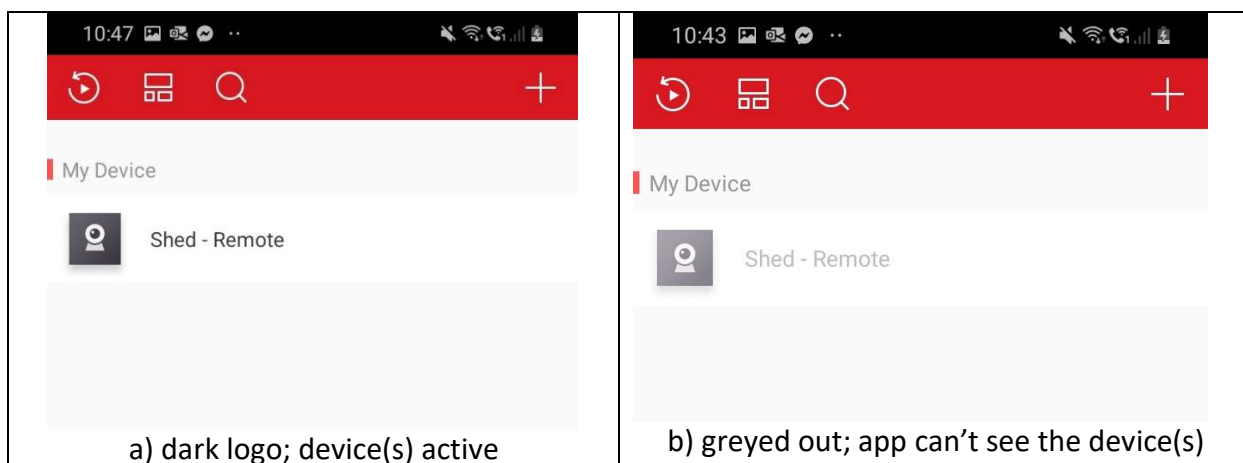 10:47
My Device
Shed - Remote
a) dark logo; device(s) active
10:43
My Device
Shed - Remote
b) greyed out; app can’t see the device(s)